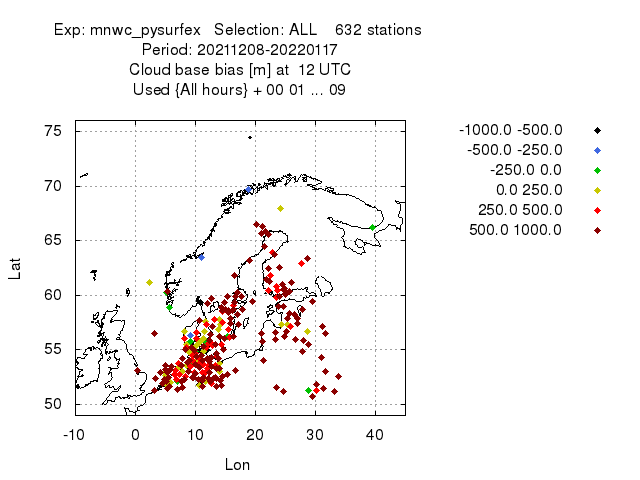 Exp: mnwc_pysurfex   Selection: ALL    632 stations
Period: 20211208-20220117
Cloud base bias [m] at  12 UTC
Used {All hours} + 00 01 ... 09
-1000.0 -500.0
-500.0 -250.0
-250.0 0.0
0.0 250.0
250.0 500.0
500.0 1000.0
75
70
65
60
55
50
Lat
-10 0 10 20 30 40
Lon